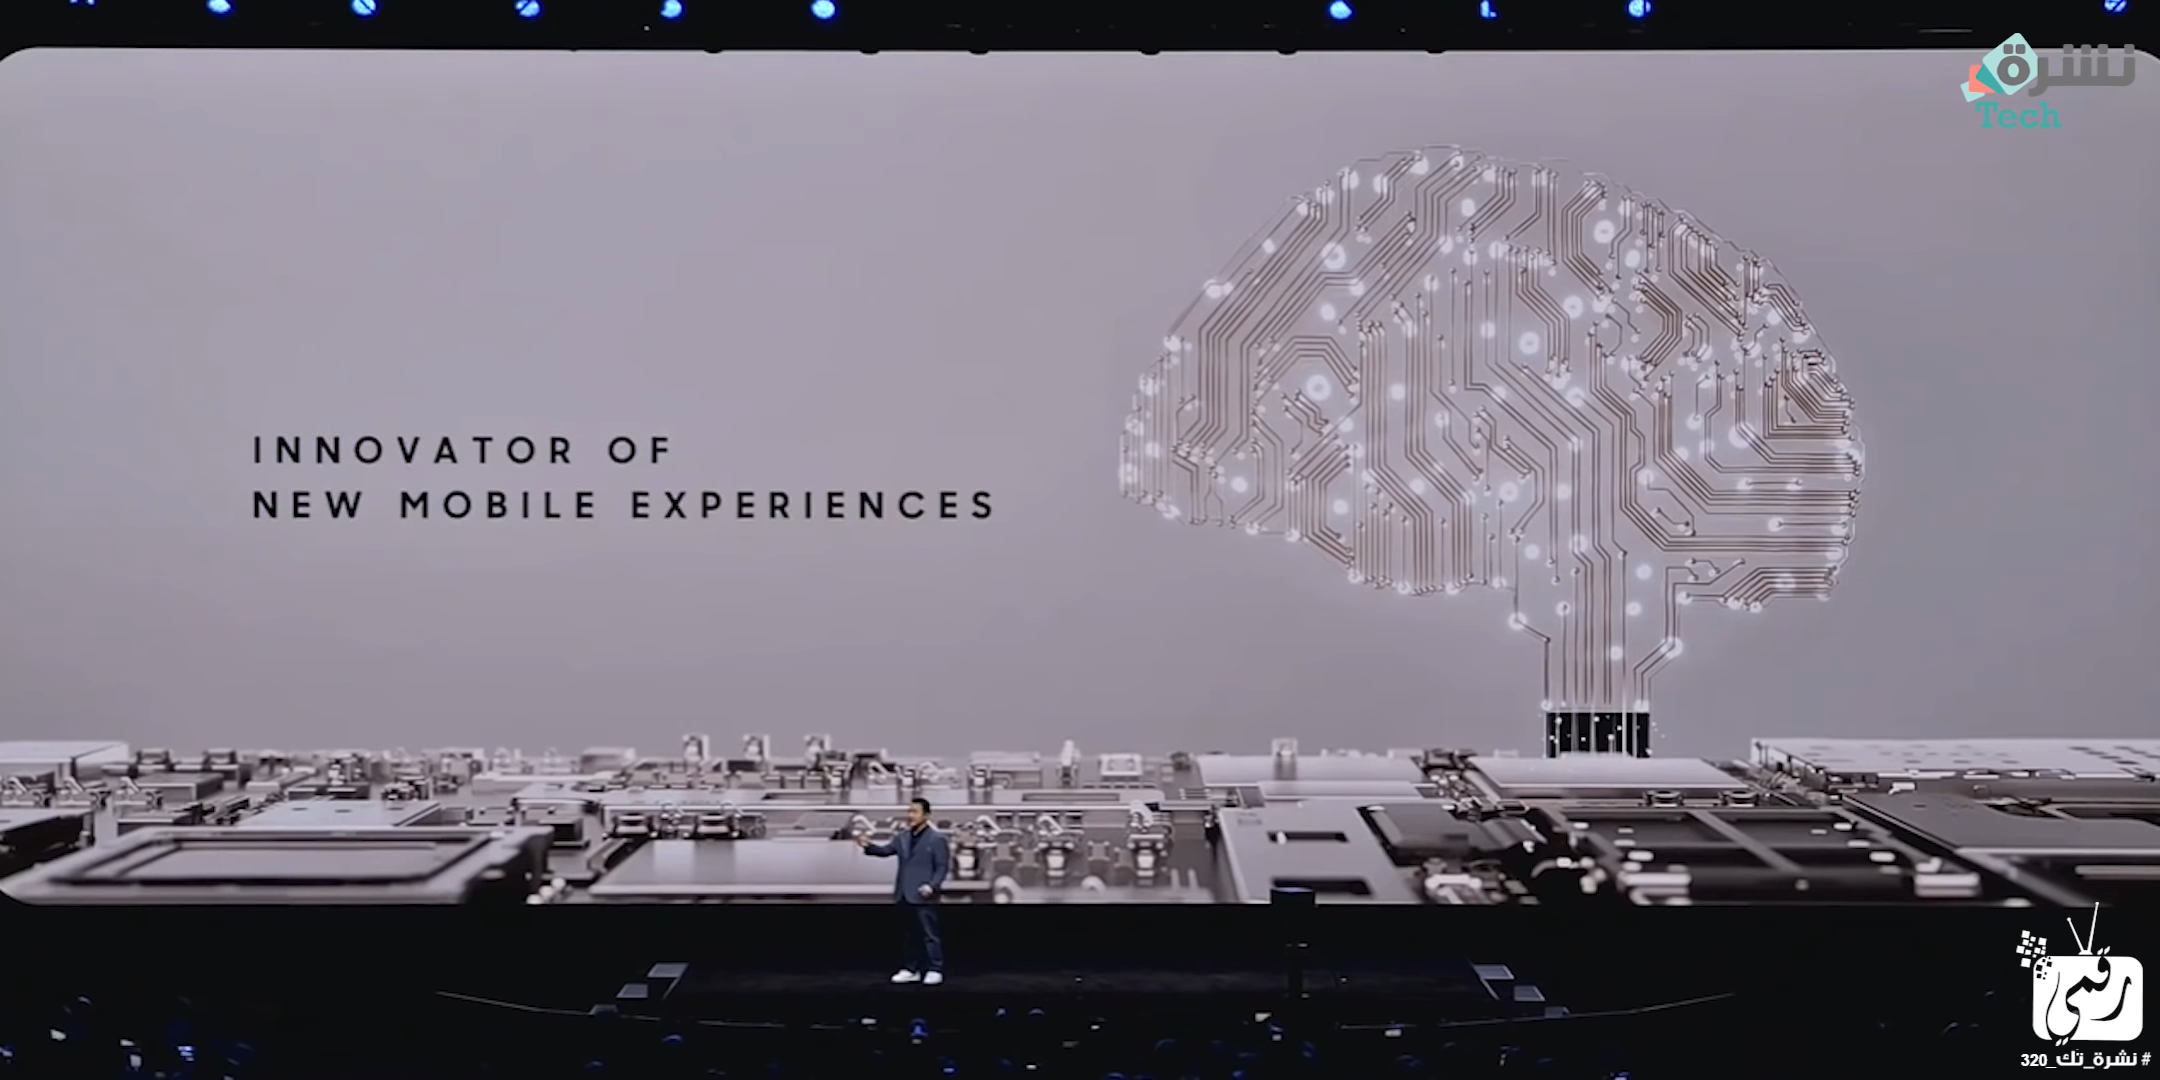 نشرة
Tech
INNOVATOR OF
NEW MOBILE EXPERIENCES
رقمي
# نشرة_تك_320